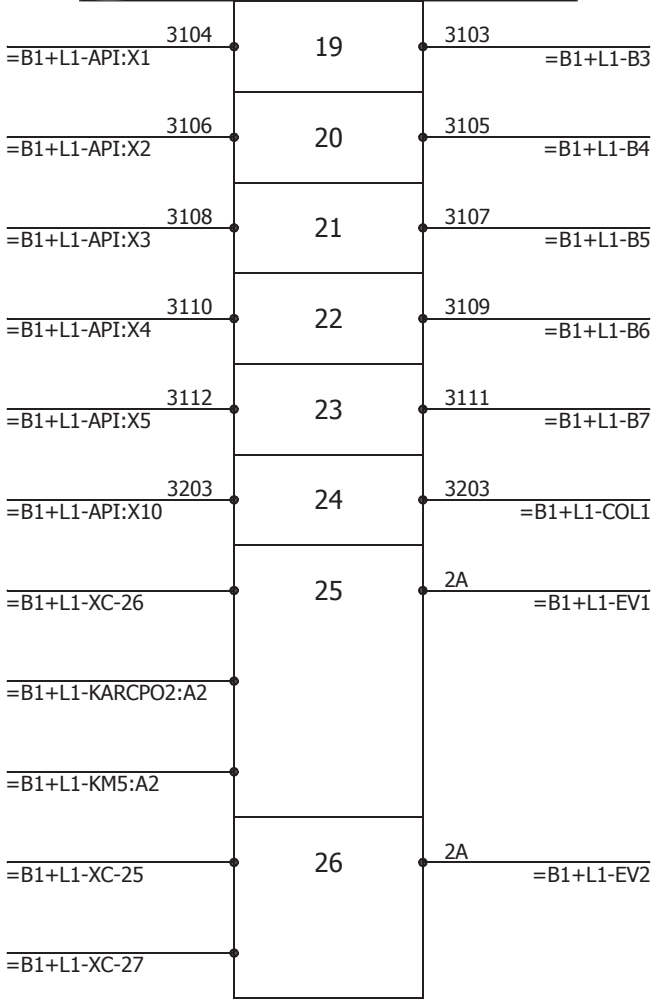 3104 19 3103
=B1+L1-API:X1 =B1+L1-B3
3106 20 3105
=B1+L1-API:X2 =B1+L1-B4
3108 21 3107
=B1+L1-API:X3 =B1+L1-B5
3110 22 3109
=B1+L1-API:X4 =B1+L1-B6
3112 23 3111
=B1+L1-API:X5 =B1+L1-B7
3203 24 3203
=B1+L1-API:X10 =B1+L1-COL1
25 2A
=B1+L1-XC-26 =B1+L1-EV1
=B1+L1-KARCPO2:A2
=B1+L1-KM5:A2
26 2A
=B1+L1-XC-25 =B1+L1-EV2
=B1+L1-XC-27